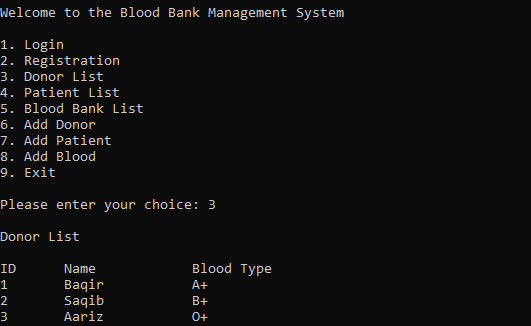 Welcome to the Blood Bank Management System
1. Login
2. Registration
3. Donor List
4. Patient List
5. Blood Bank List
6. Add Donor
7. Add Patient
8. Add Blood
9. Exit
Please enter your choice: 3
Donor List
ID Name Blood Type
1 Baqir A+
2 Saqib B+
3 Aariz O+